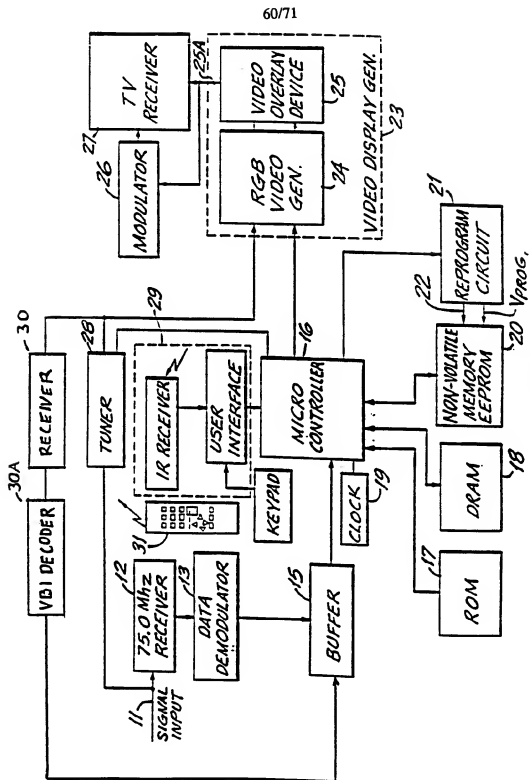 60/71
30A
VBI DECODER
30
RECEIVER
28
TUNER
27
TV
RECEIVER
26
MODULATOR
25A
VIDEO
OVERLAY
DEVICE
25
RGB
VIDEO
GEN.
24
VIDEO DISPLAY GEN.
23
29
IR RECEIVER
USER
INTERFACE
31
KEYPAD
11
SIGNAL
INPUT
12
75.0 Mhz
RECEIVER
13
DATA
DEMODULATOR
15
BUFFER
16
MICRO
CONTROLLER
CLOCK
19
21
REPROGRAM
CIRCUIT
22
VPROG.
NON-VOLATILE
MEMORY
EEPROM
20
DRAM
18
17
ROM